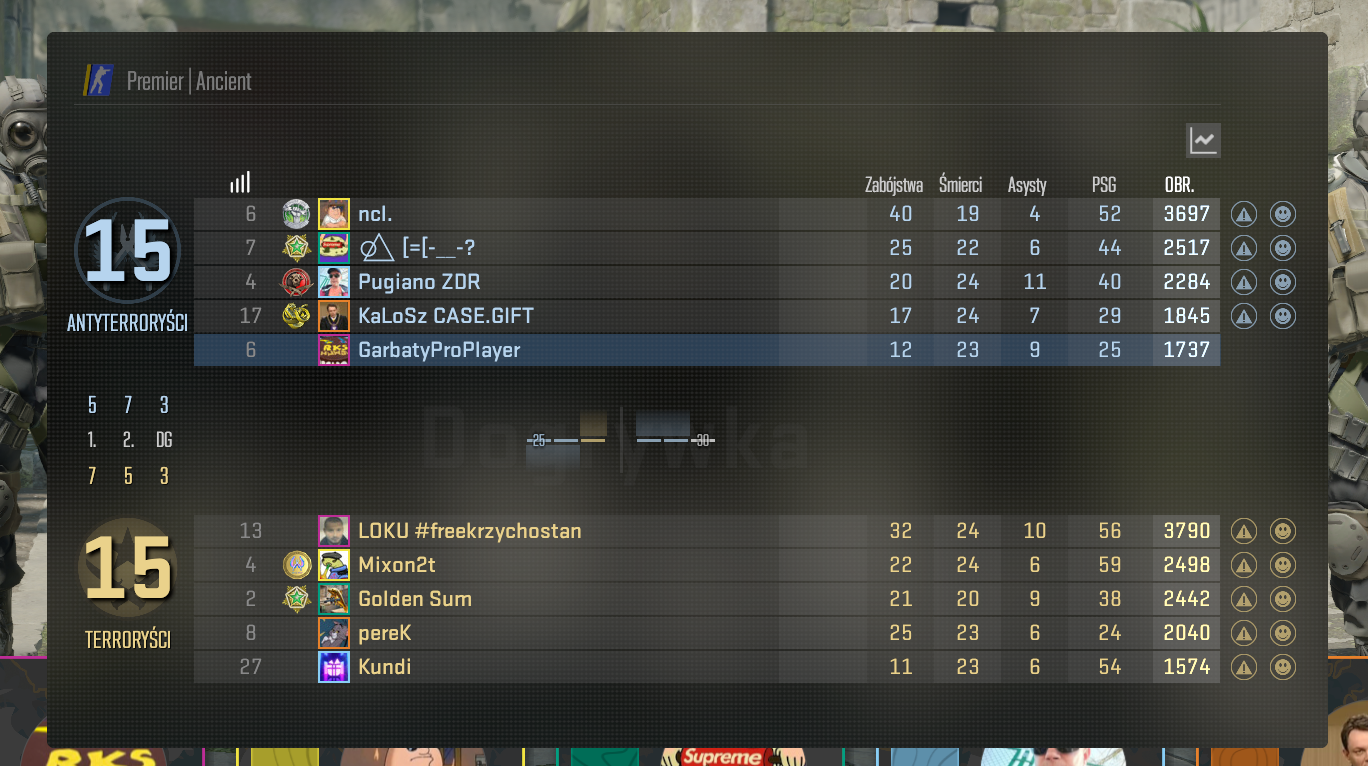 Premier | Ancient
Zabójstwa Śmierci Asysty PSG OBR.
15
ANTYTERRORYŚCI
6 ncl. 40 19 4 52 3697
7 [=[-__-? 25 22 6 44 2517
4 Pugiano ZDR 20 24 11 40 2284
17 KaLoSz CASE.GIFT 17 24 7 29 1845
6 GarbatyProPlayer 12 23 9 25 1737
5 7 3
1. 2. DG
7 5 3
Dogrywka
25 30
15
TERRORYŚCI
13 LOKU #freekrzychostan 32 24 10 56 3790
4 Mixon2t 22 24 6 59 2498
2 Golden Sum 21 20 9 38 2442
8 pereK 25 23 6 24 2040
27 Kundi 11 23 6 54 1574
RKS
Supreme